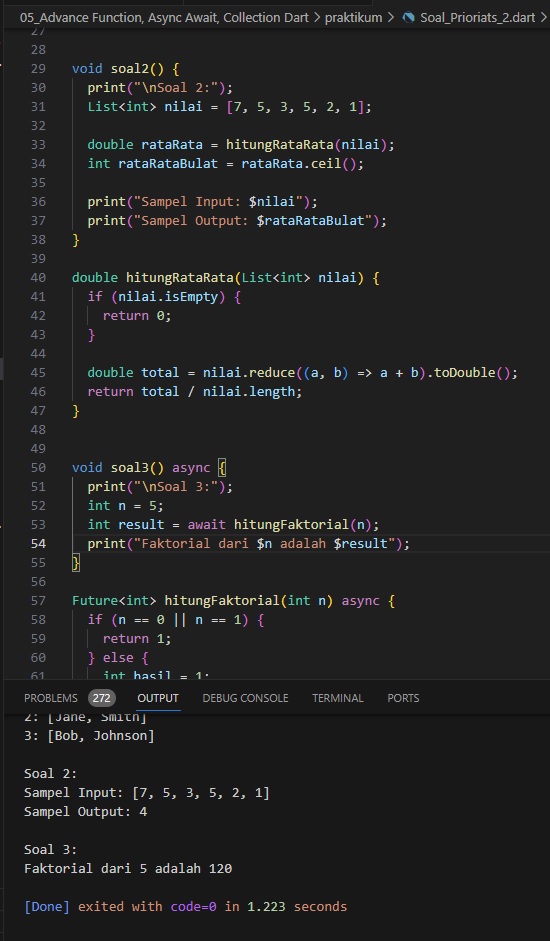 05_Advance Function, Async Await, Collection Dart > praktikum > Soal_Prioriats_2.dart >
27
28
29 void soal2() {
30 print("\nSoal 2:");
31 List<int> nilai = [7, 5, 3, 5, 2, 1];
32
33 double rataRata = hitungRataRata(nilai);
34 int rataRataBulat = rataRata.ceil();
35
36 print("Sampel Input: $nilai");
37 print("Sampel Output: $rataRataBulat");
38 }
39
40 double hitungRataRata(List<int> nilai) {
41 if (nilai.isEmpty) {
42 return 0;
43 }
44
45 double total = nilai.reduce((a, b) => a + b).toDouble();
46 return total / nilai.length;
47 }
48
49
50 void soal3() async {
51 print("\nSoal 3:");
52 int n = 5;
53 int result = await hitungFaktorial(n);
54 print("Faktorial dari $n adalah $result");
55 }
56
57 Future<int> hitungFaktorial(int n) async {
58 if (n == 0 || n == 1) {
59 return 1;
60 } else {
61 int hasil = 1;
PROBLEMS 272 OUTPUT DEBUG CONSOLE TERMINAL PORTS
2: [Jane, Smith]
3: [Bob, Johnson]

Soal 2:
Sampel Input: [7, 5, 3, 5, 2, 1]
Sampel Output: 4

Soal 3:
Faktorial dari 5 adalah 120

[Done] exited with code=0 in 1.223 seconds